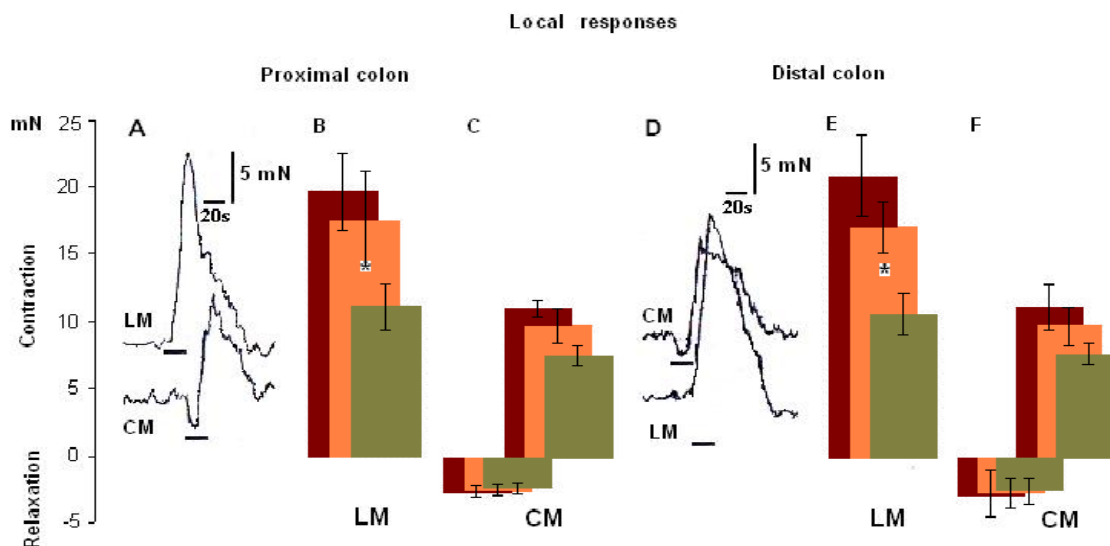 Local responses
Proximal colon
Distal colon
mN
25
20
15
10
5
0
-5
Contraction
Relaxation
A
5 mN
20s
LM
CM
B
*
LM
C
CM
D
5 mN
20s
CM
LM
E
*
LM
F
CM